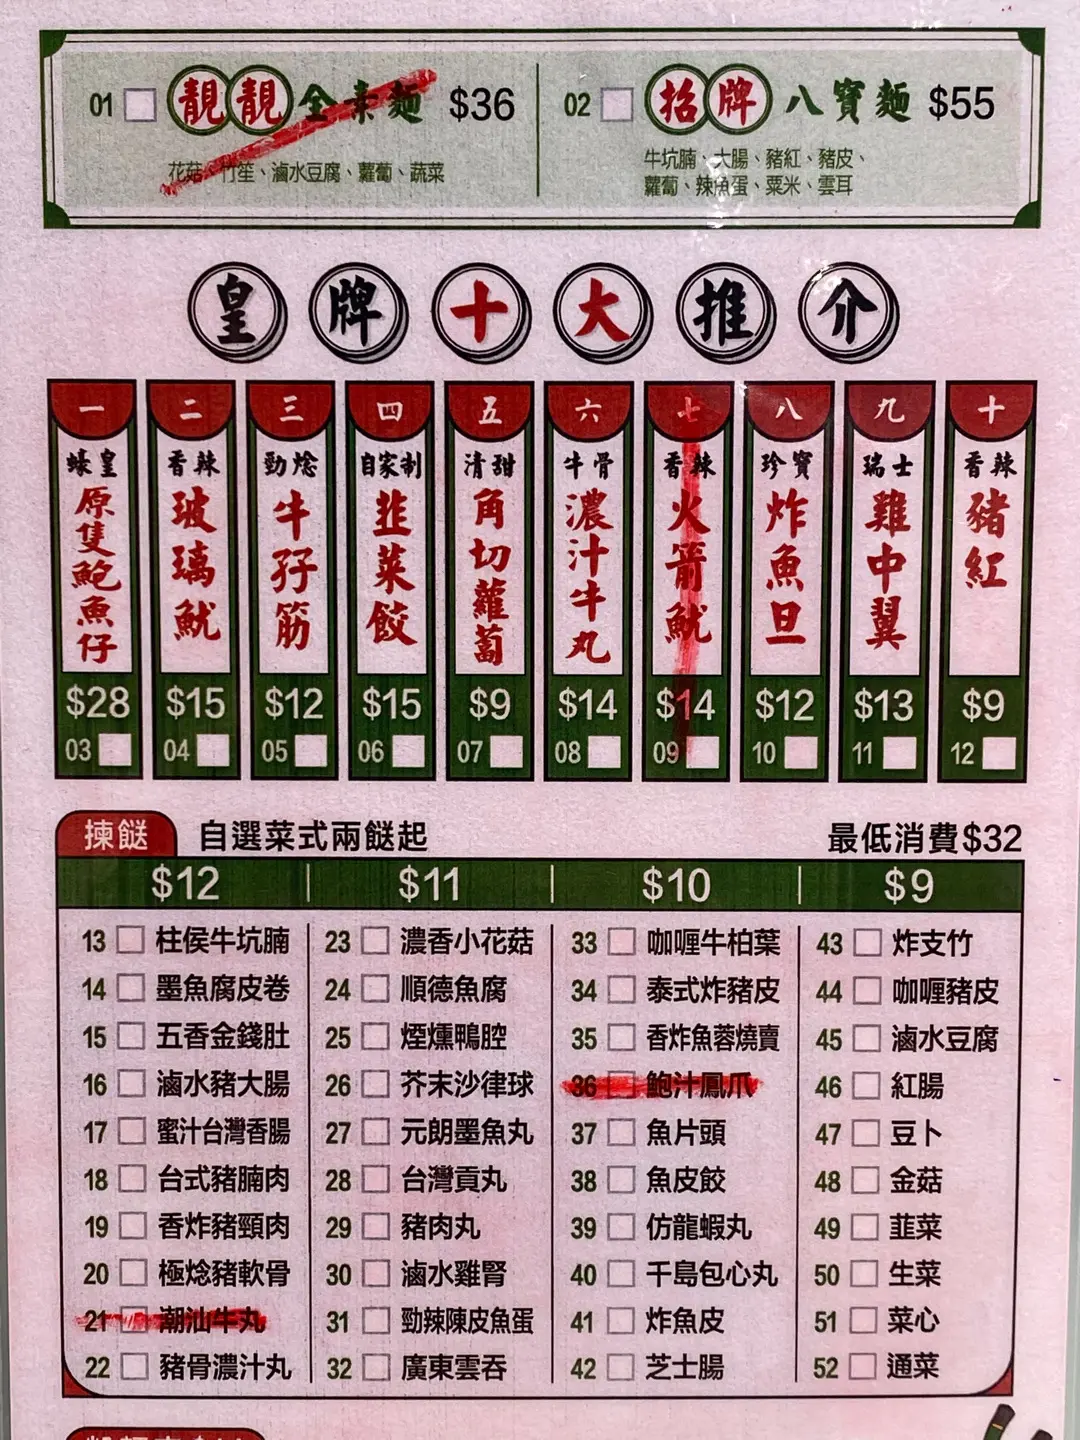 01 靚靚全素麵 $36
花菇、竹笙、滷水豆腐、蘿蔔、蔬菜
02 招牌八寶麵 $55
牛坑腩、大腸、豬紅、豬皮、
蘿蔔、辣魚蛋、粟米、雲耳
皇牌十大推介
一 蠔皇 原隻鮑魚仔 $28 03
二 香辣 玻璃魷 $15 04
三 勁焾 牛孖筋 $12 05
四 自家制 韭菜餃 $15 06
五 清甜 角切蘿蔔 $9 07
六 牛骨 濃汁牛丸 $14 08
七 香辣 火箭魷 $14 09
八 珍寶 炸魚旦 $12 10
九 瑞士 雞中翼 $13 11
十 香辣 豬紅 $9 12
揀餸 自選菜式兩餸起 最低消費$32
$12
13 柱侯牛坑腩
14 墨魚腐皮卷
15 五香金錢肚
16 滷水豬大腸
17 蜜汁台灣香腸
18 台式豬腩肉
19 香炸豬頸肉
20 極焾豬軟骨
21 潮汕牛丸
22 豬骨濃汁丸
$11
23 濃香小花菇
24 順德魚腐
25 煙燻鴨腔
26 芥末沙律球
27 元朗墨魚丸
28 台灣貢丸
29 豬肉丸
30 滷水雞腎
31 勁辣陳皮魚蛋
32 廣東雲吞
$10
33 咖喱牛柏葉
34 泰式炸豬皮
35 香炸魚蓉燒賣
36 鮑汁鳳爪
37 魚片頭
38 魚皮餃
39 仿龍蝦丸
40 千島包心丸
41 炸魚皮
42 芝士腸
$9
43 炸支竹
44 咖喱豬皮
45 滷水豆腐
46 紅腸
47 豆卜
48 金菇
49 韭菜
50 生菜
51 菜心
52 通菜